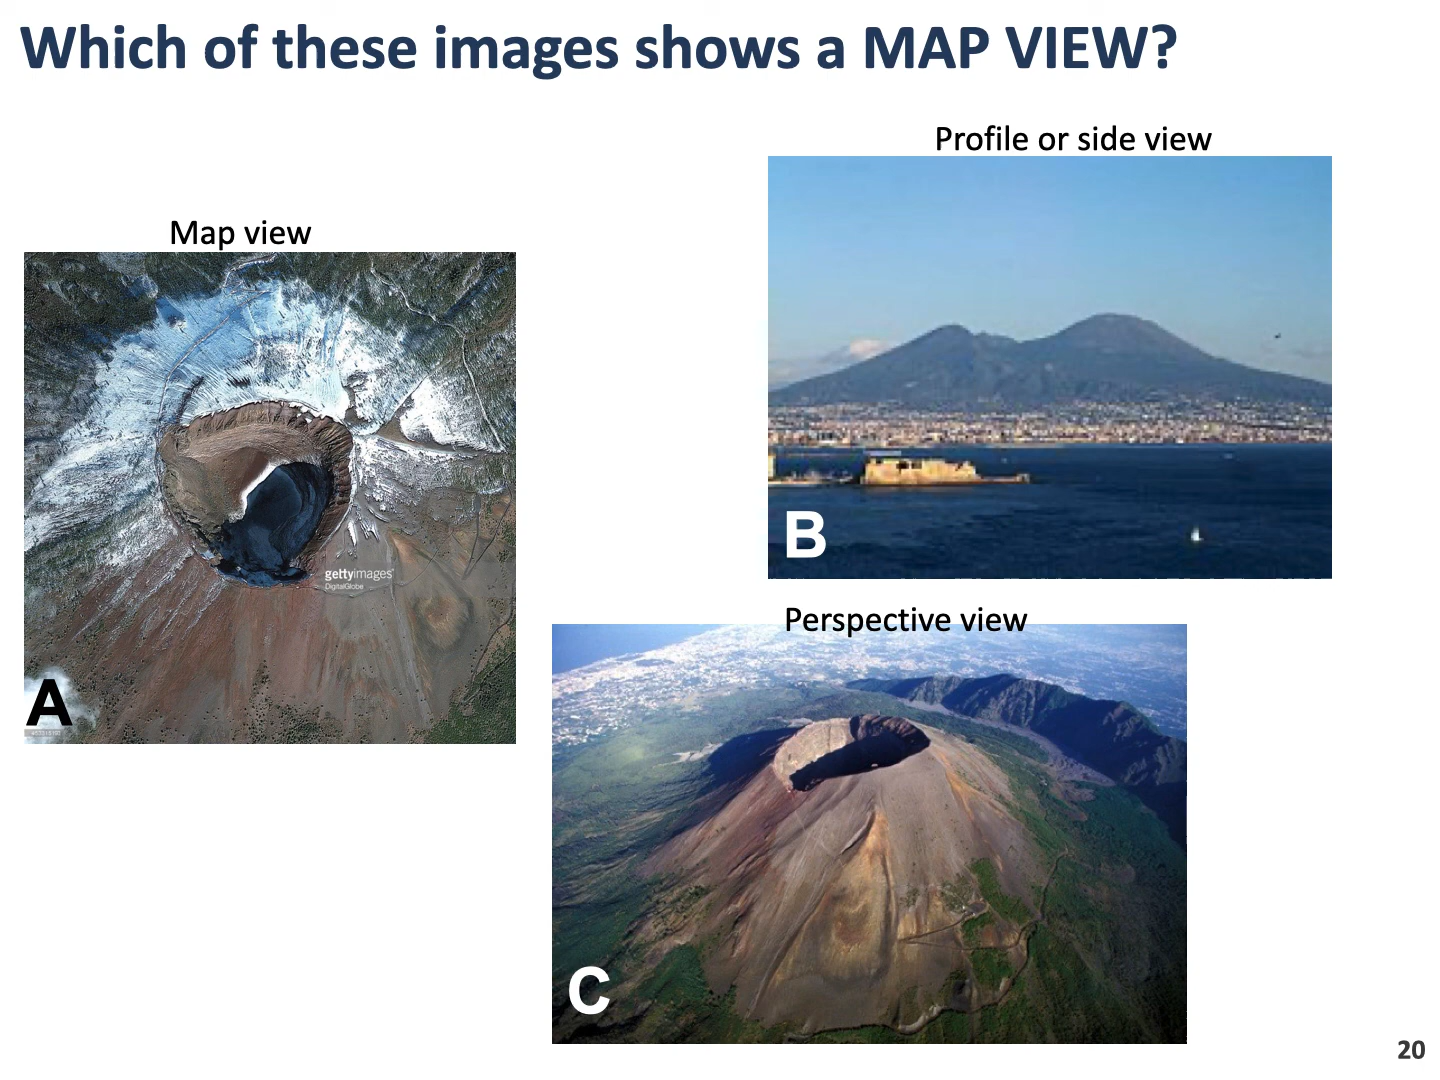 Which of these images shows a MAP VIEW?
Profile or side view
Map view
gettyimages®
DigitalGlobe
A
B
Perspective view
C
20